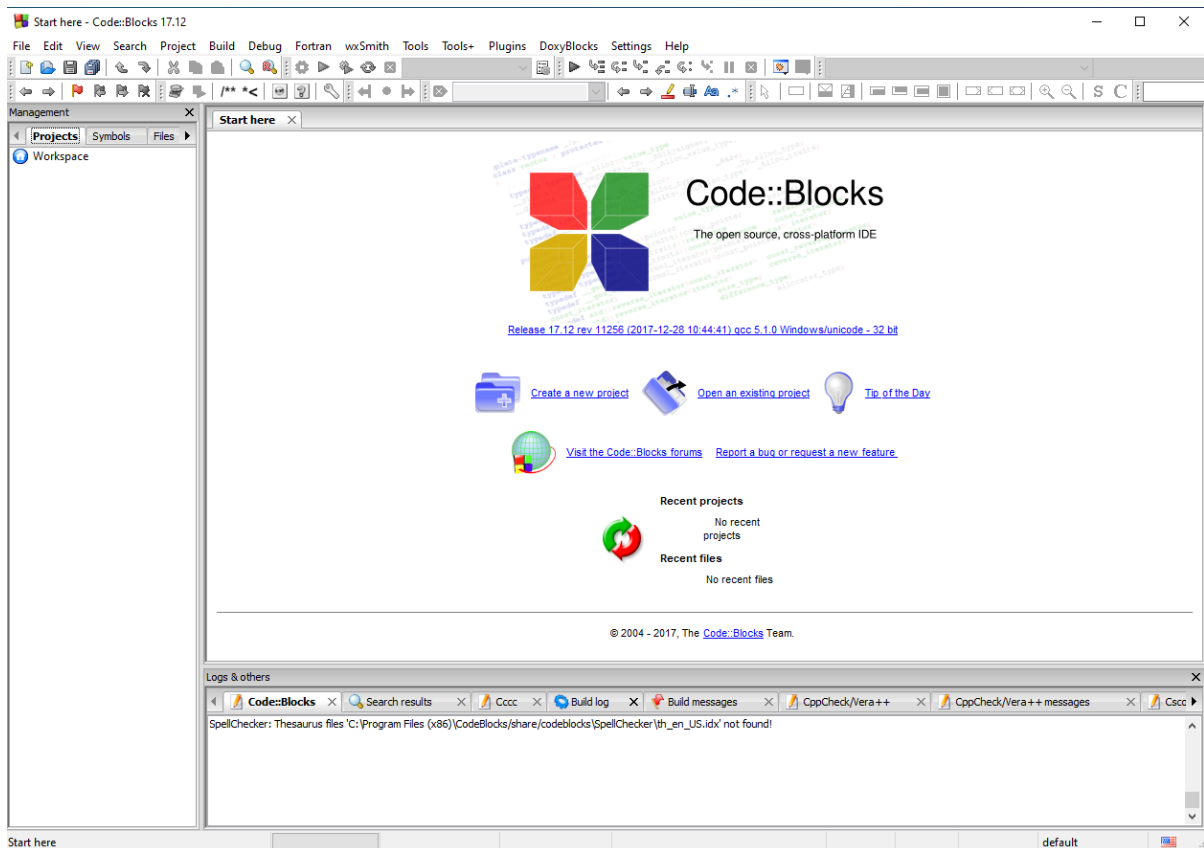 Start here - Code::Blocks 17.12
File Edit View Search Project Build Debug Fortran wxSmith Tools Tools+ Plugins DoxyBlocks Settings Help
/** *<
S C
Management
Projects Symbols Files
Workspace
Start here
Code::Blocks
The open source, cross-platform IDE
Release 17.12 rev 11256 (2017-12-28 10:44:41) gcc 5.1.0 Windows/unicode - 32 bit
Create a new project Open an existing project Tip of the Day
Visit the Code::Blocks forums Report a bug or request a new feature
Recent projects
No recent
projects
Recent files
No recent files
© 2004 - 2017, The Code::Blocks Team.
Logs & others
Code::Blocks Search results Cccc Build log Build messages CppCheck/Vera++ CppCheck/Vera++ messages
SpellChecker: Thesaurus files 'C:\Program Files (x86)\CodeBlocks/share/codeblocks\SpellChecker\th_en_US.idx' not found!
Start here default